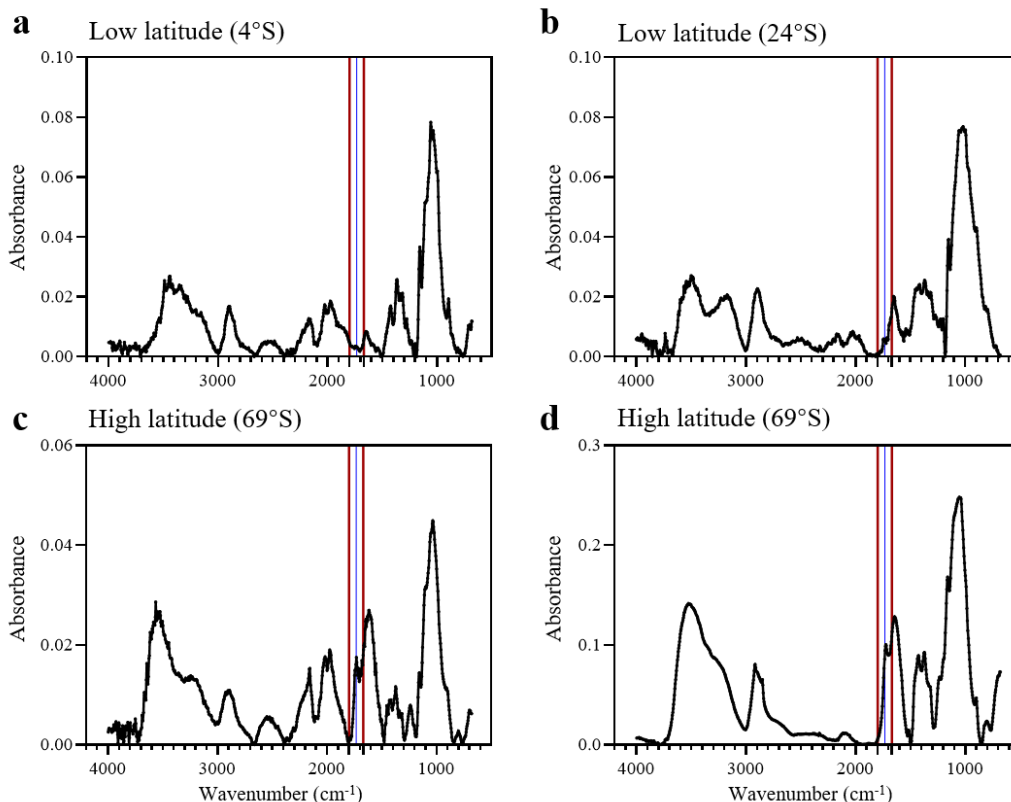 a
Low latitude (4°S)
0.10
0.08
0.06
0.04
0.02
0.00
Absorbance
4000 3000 2000 1000
b
Low latitude (24°S)
0.10
0.08
0.06
0.04
0.02
0.00
Absorbance
4000 3000 2000 1000
c
High latitude (69°S)
0.06
0.04
0.02
0.00
Absorbance
4000 3000 2000 1000
Wavenumber (cm⁻¹)
d
High latitude (69°S)
0.3
0.2
0.1
0.0
Absorbance
4000 3000 2000 1000
Wavenumber (cm⁻¹)